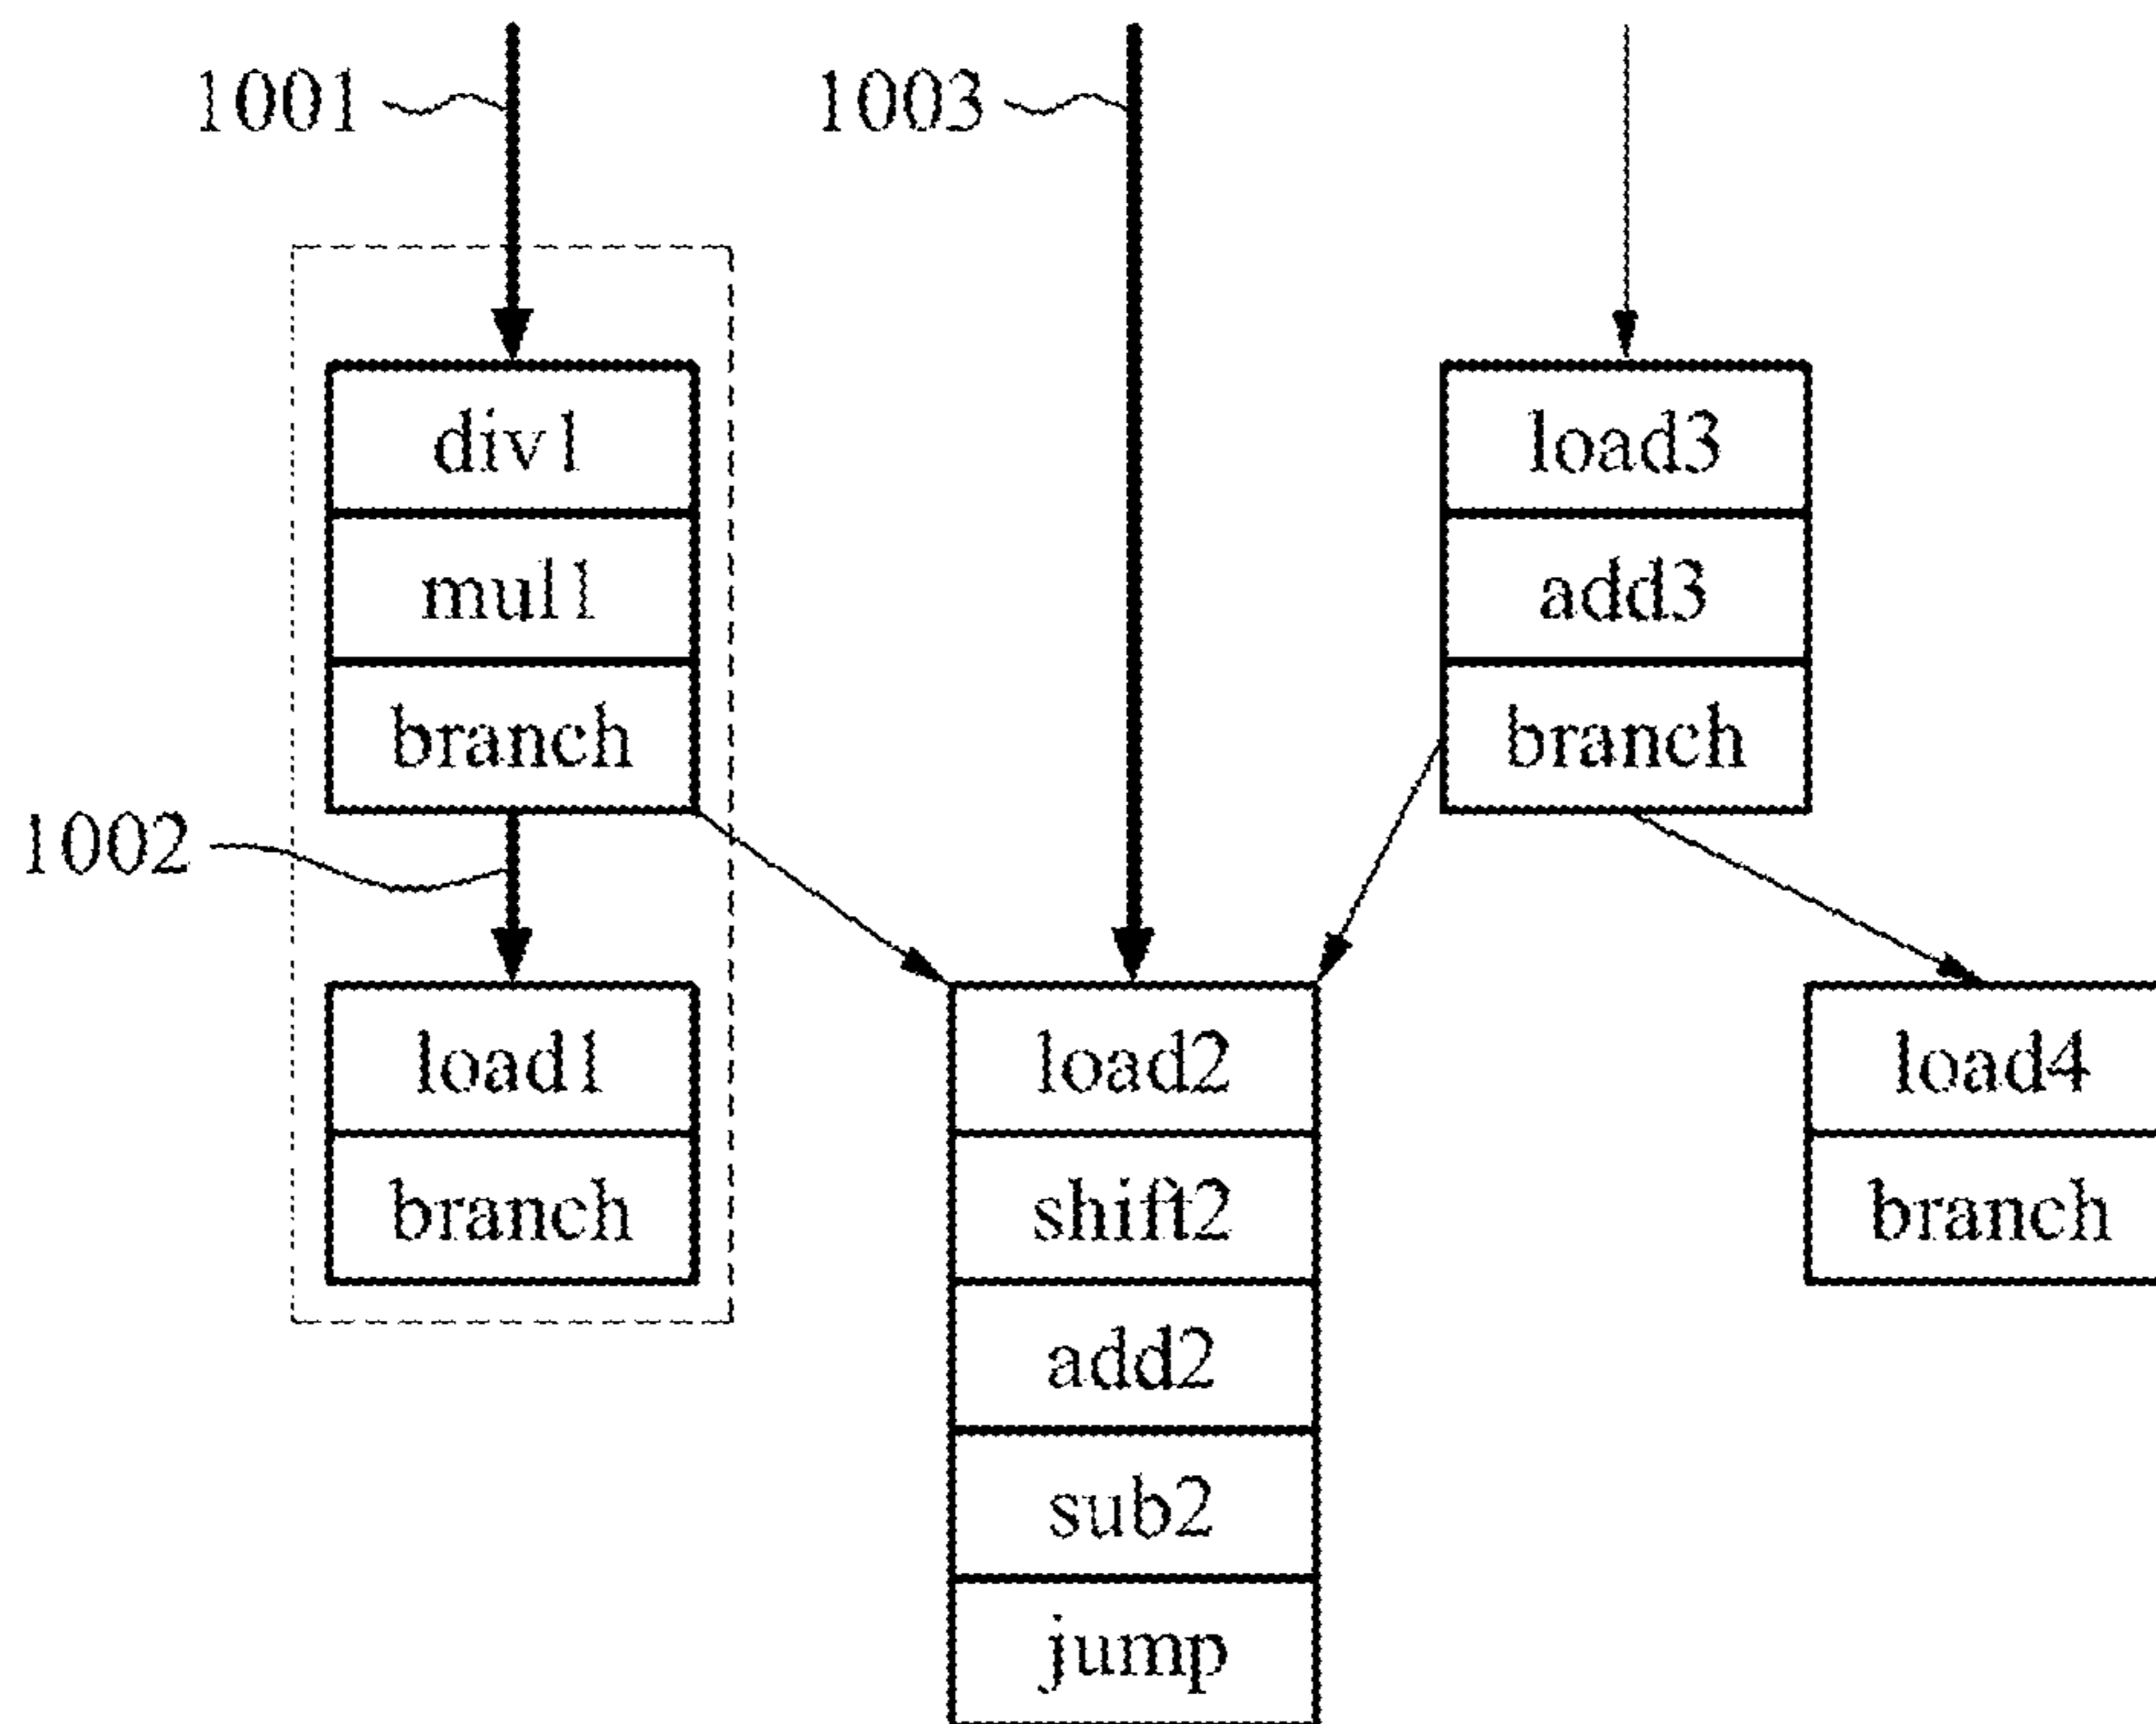 1001
1003
div1
load3
mul1
add3
branch
branch
1002
load1
load2
load4
branch
shift2
branch
add2
sub2
jump